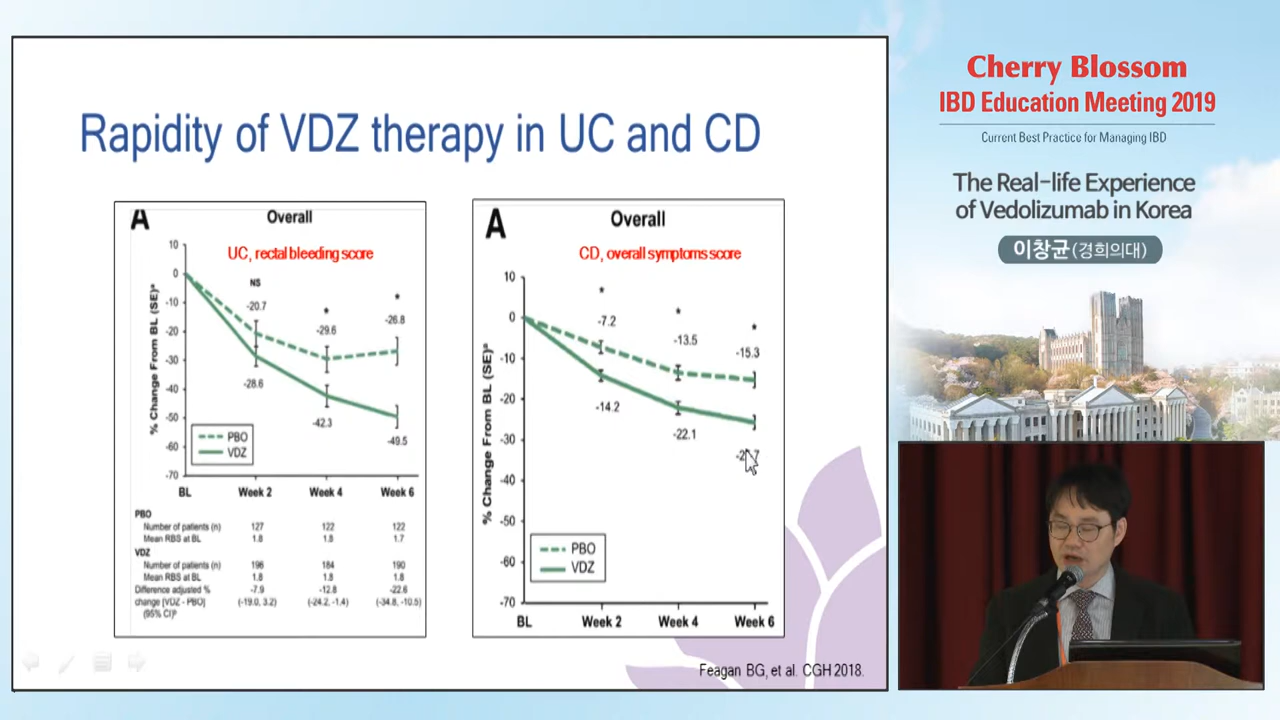 Rapidity of VDZ therapy in UC and CD
A
Overall
UC, rectal bleeding score
% Change From BL (SE)ᵃ
10
0
-10
-20
-30
-40
-50
-60
-70
NS
*
*
-20.7
-29.6
-26.8
-28.6
-42.3
-49.5
PBO
VDZ
BL
Week 2
Week 4
Week 6
PBO
Number of patients (n) 127 122 122
Mean RBS at BL 1.8 1.8 1.7
VDZ
Number of patients (n) 196 184 190
Mean RBS at BL 1.8 1.8 1.8
Difference adjusted % -7.9 -12.8 -22.6
change [VDZ - PBO] (-19.0, 3.2) (-24.2, -1.4) (-34.8, -10.5)
(95% CI)ᵇ
A
Overall
CD, overall symptoms score
% Change From BL (SE)ᵃ
10
0
-10
-20
-30
-40
-50
-60
-70
*
*
*
-7.2
-13.5
-15.3
-14.2
-22.1
PBO
VDZ
BL
Week 2
Week 4
Week 6
Feagan BG, et al. CGH 2018.
Cherry Blossom
IBD Education Meeting 2019
Current Best Practice for Managing IBD
The Real-life Experience
of Vedolizumab in Korea
이창균(경희의대)